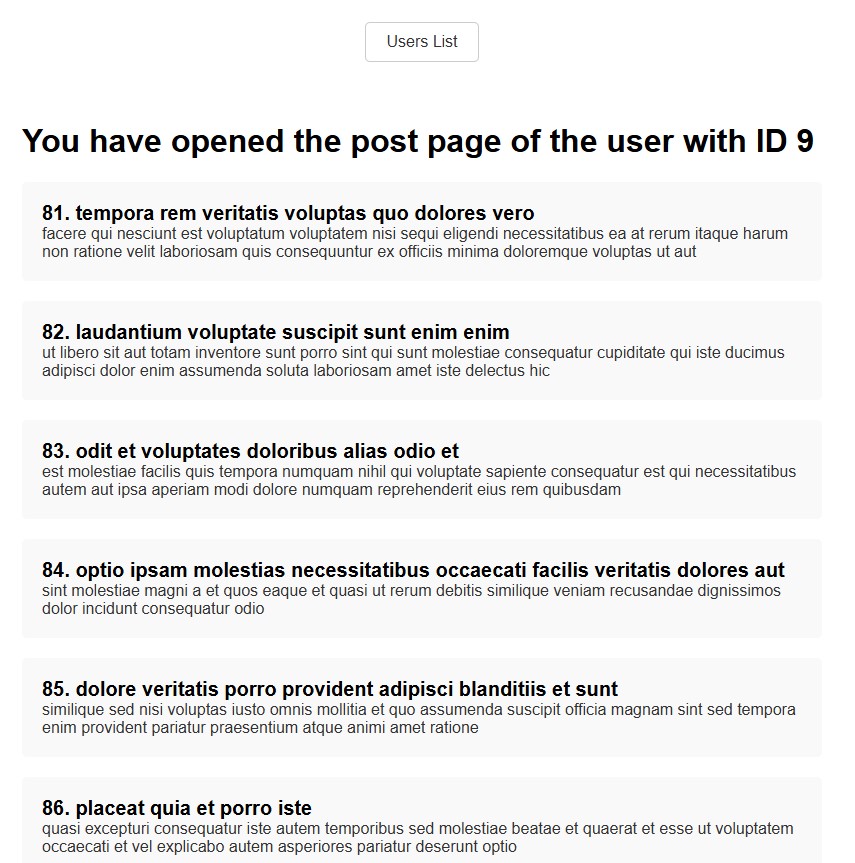 Users List
You have opened the post page of the user with ID 9
81. tempora rem veritatis voluptas quo dolores vero
facere qui nesciunt est voluptatum voluptatem nisi sequi eligendi necessitatibus ea at rerum itaque harum
non ratione velit laboriosam quis consequuntur ex officiis minima doloremque voluptas ut aut
82. laudantium voluptate suscipit sunt enim enim
ut libero sit aut totam inventore sunt porro sint qui sunt molestiae consequatur cupiditate qui iste ducimus
adipisci dolor enim assumenda soluta laboriosam amet iste delectus hic
83. odit et voluptates doloribus alias odio et
est molestiae facilis quis tempora numquam nihil qui voluptate sapiente consequatur est qui necessitatibus
autem aut ipsa aperiam modi dolore numquam reprehenderit eius rem quibusdam
84. optio ipsam molestias necessitatibus occaecati facilis veritatis dolores aut
sint molestiae magni a et quos eaque et quasi ut rerum debitis similique veniam recusandae dignissimos
dolor incidunt consequatur odio
85. dolore veritatis porro provident adipisci blanditiis et sunt
similique sed nisi voluptas iusto omnis mollitia et quo assumenda suscipit officia magnam sint sed tempora
enim provident pariatur praesentium atque animi amet ratione
86. placeat quia et porro iste
quasi excepturi consequatur iste autem temporibus sed molestiae beatae et quaerat et esse ut voluptatem
occaecati et vel explicabo autem asperiores pariatur deserunt optio